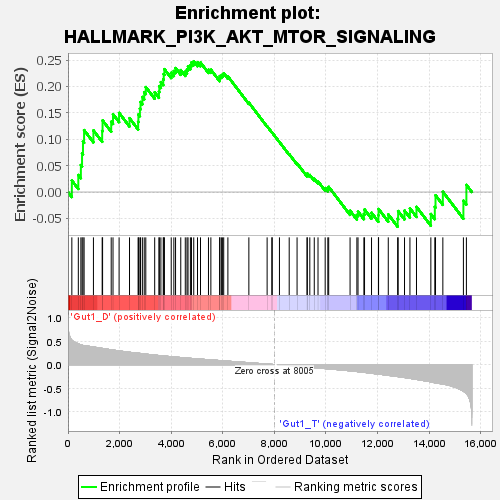 Enrichment plot:
HALLMARK_PI3K_AKT_MTOR_SIGNALING
Enrichment score (ES)
0.25
0.20
0.15
0.10
0.05
0.00
-0.05
Ranked list metric (Signal2Noise)
1.0
0.5
0.0
-0.5
-1.0
'Gut1_D' (positively correlated)
Zero cross at 8005
'Gut1_T' (negatively correlated)
0
2,000
4,000
6,000
8,000
10,000
12,000
14,000
16,000
Rank in Ordered Dataset
Enrichment profile
Hits
Ranking metric scores